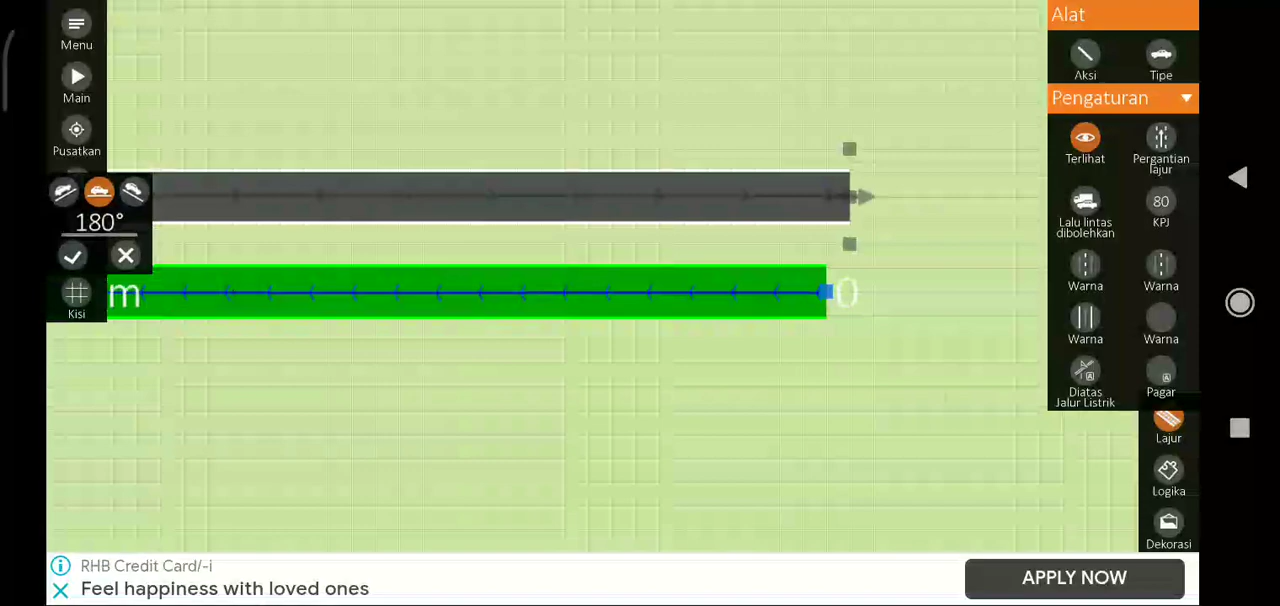 Menu
Main
Pusatkan
180°
m
0
Kisi
Alat
Aksi
Tipe
Pengaturan
Terlihat
Pergantian
lajur
Lalu lintas
dibolehkan
80
KPJ
Warna
Warna
Warna
Warna
A
Diatas
Jalur Listrik
A
Pagar
Lajur
Logika
Dekorasi
RHB Credit Card/-i
Feel happiness with loved ones
APPLY NOW